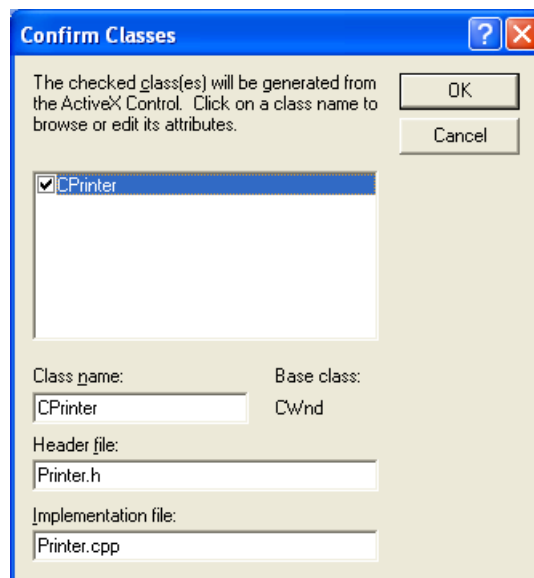 Confirm Classes
The checked class(es) will be generated from
the ActiveX Control. Click on a class name to
browse or edit its attributes.
OK
Cancel
CPrinter
Class name:
Base class:
CPrinter
CWnd
Header file:
Printer.h
Implementation file:
Printer.cpp